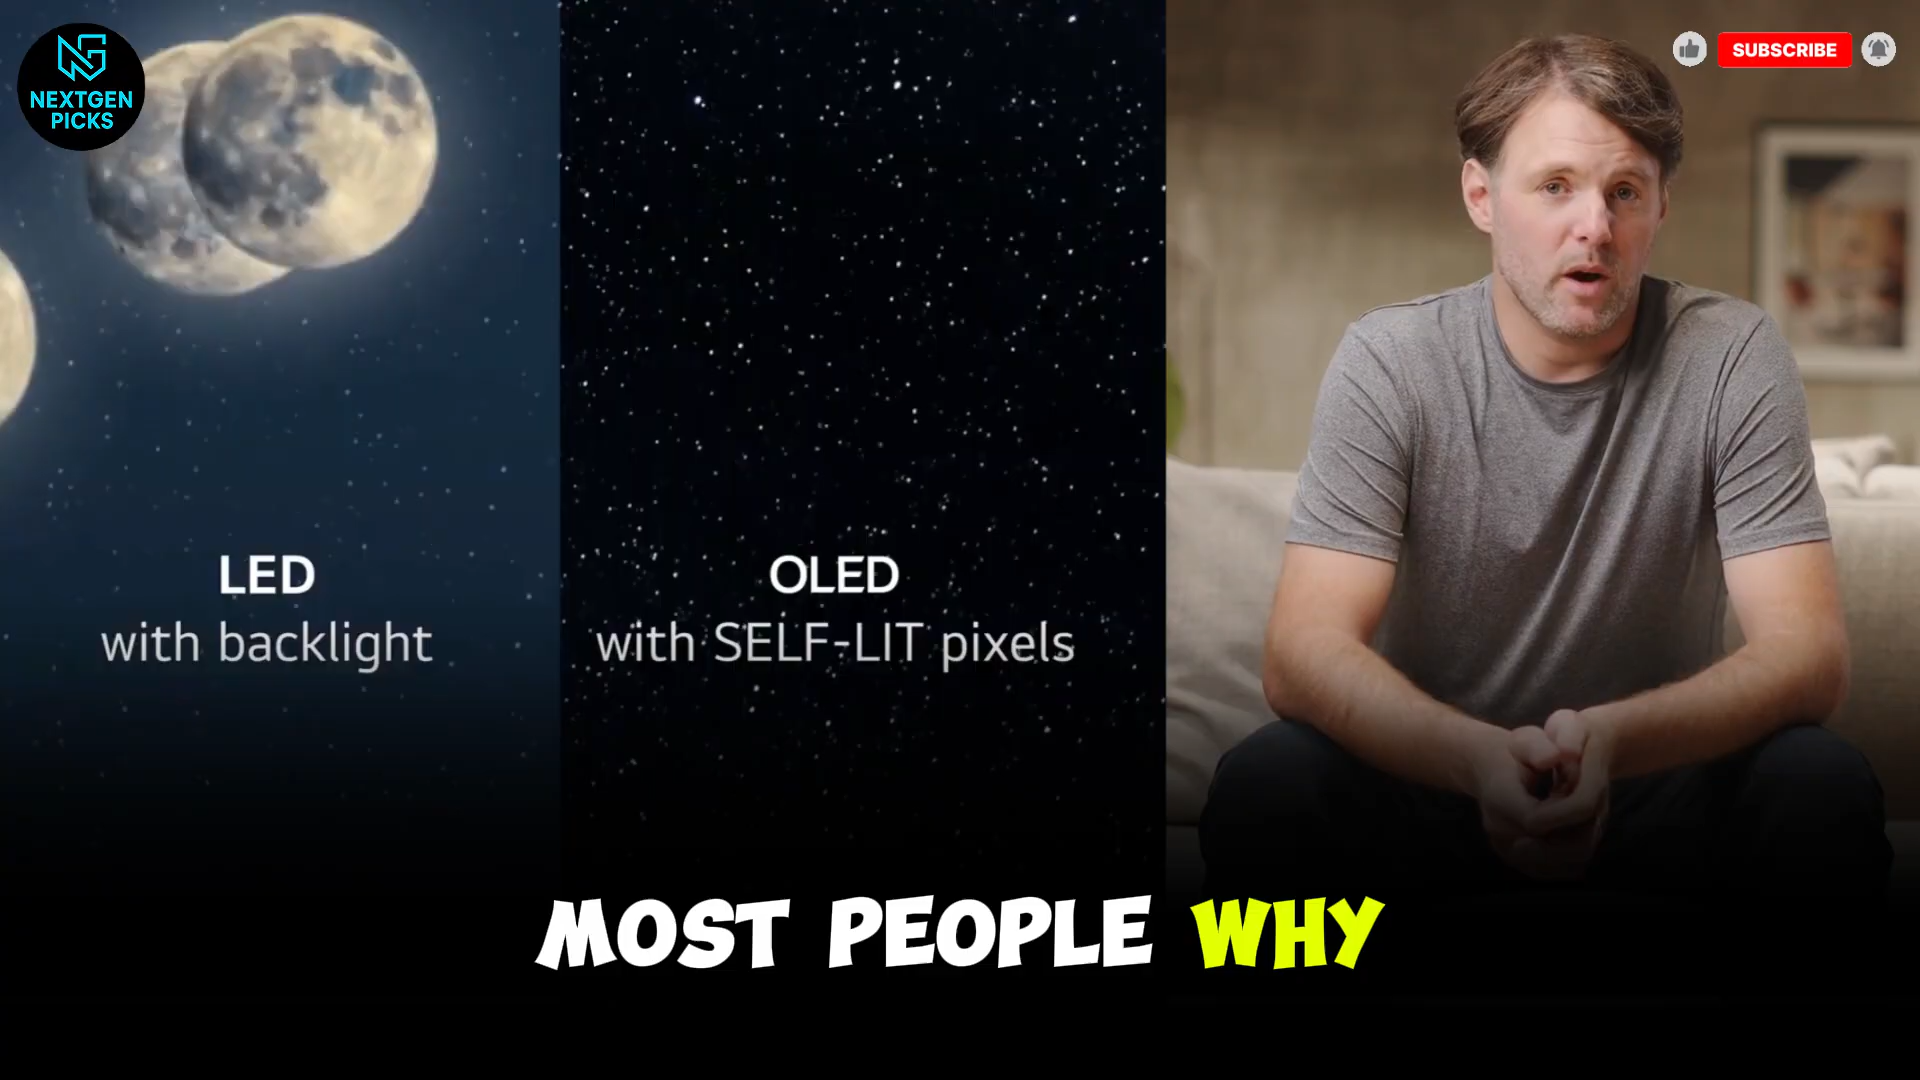 NEXTGEN
PICKS
SUBSCRIBE
LED
with backlight
OLED
with SELF-LIT pixels
MOST PEOPLE WHY